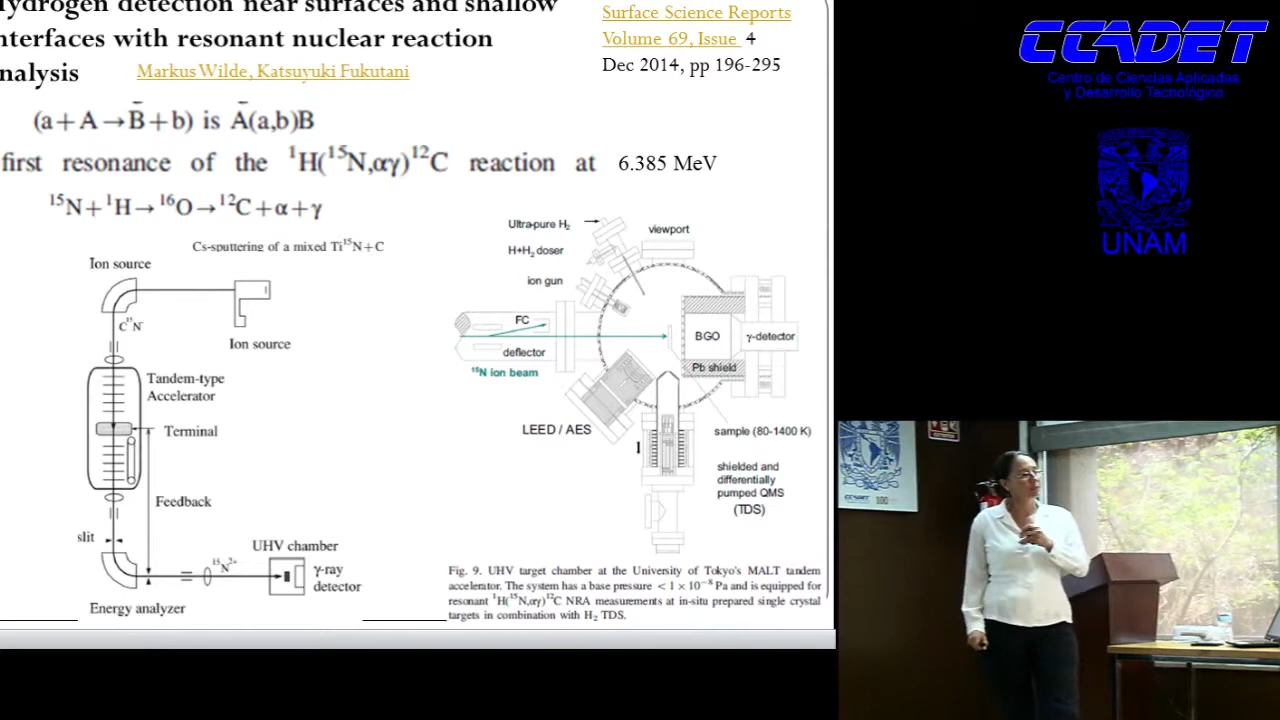 ydrogen detection near surfaces and shallow
nterfaces with resonant nuclear reaction
nalysis
Markus Wilde, Katsuyuki Fukutani
Surface Science Reports
Volume 69, Issue 4
Dec 2014, pp 196-295
(a+A→B+b) is A(a,b)B
first resonance of the ¹H(¹⁵N,αγ)¹²C reaction at 6.385 MeV
¹⁵N+¹H→¹⁶O→¹²C+α+γ
Cs-sputtering of a mixed Ti¹⁵N+C
Ion source
C¹⁵N⁻
Ion source
Tandem-type
Accelerator
Terminal
Feedback
slit
¹⁵N²⁺
UHV chamber
γ-ray
detector
Energy analyzer
Ultra-pure H₂
H+H₂ doser
ion gun
viewport
FC
deflector
¹⁵N ion beam
BGO
γ-detector
Pb shield
LEED / AES
sample (80-1400 K)
shielded and
differentially
pumped QMS
(TDS)
Fig. 9. UHV target chamber at the University of Tokyo's MALT tandem
accelerator. The system has a base pressure <1×10⁻⁸ Pa and is equipped for
resonant ¹H(¹⁵N,αγ)¹²C NRA measurements at in-situ prepared single crystal
targets in combination with H₂ TDS.
CCADET
Centro de Ciencias Aplicadas
y Desarrollo Tecnológico
UNAM
CCADET
100